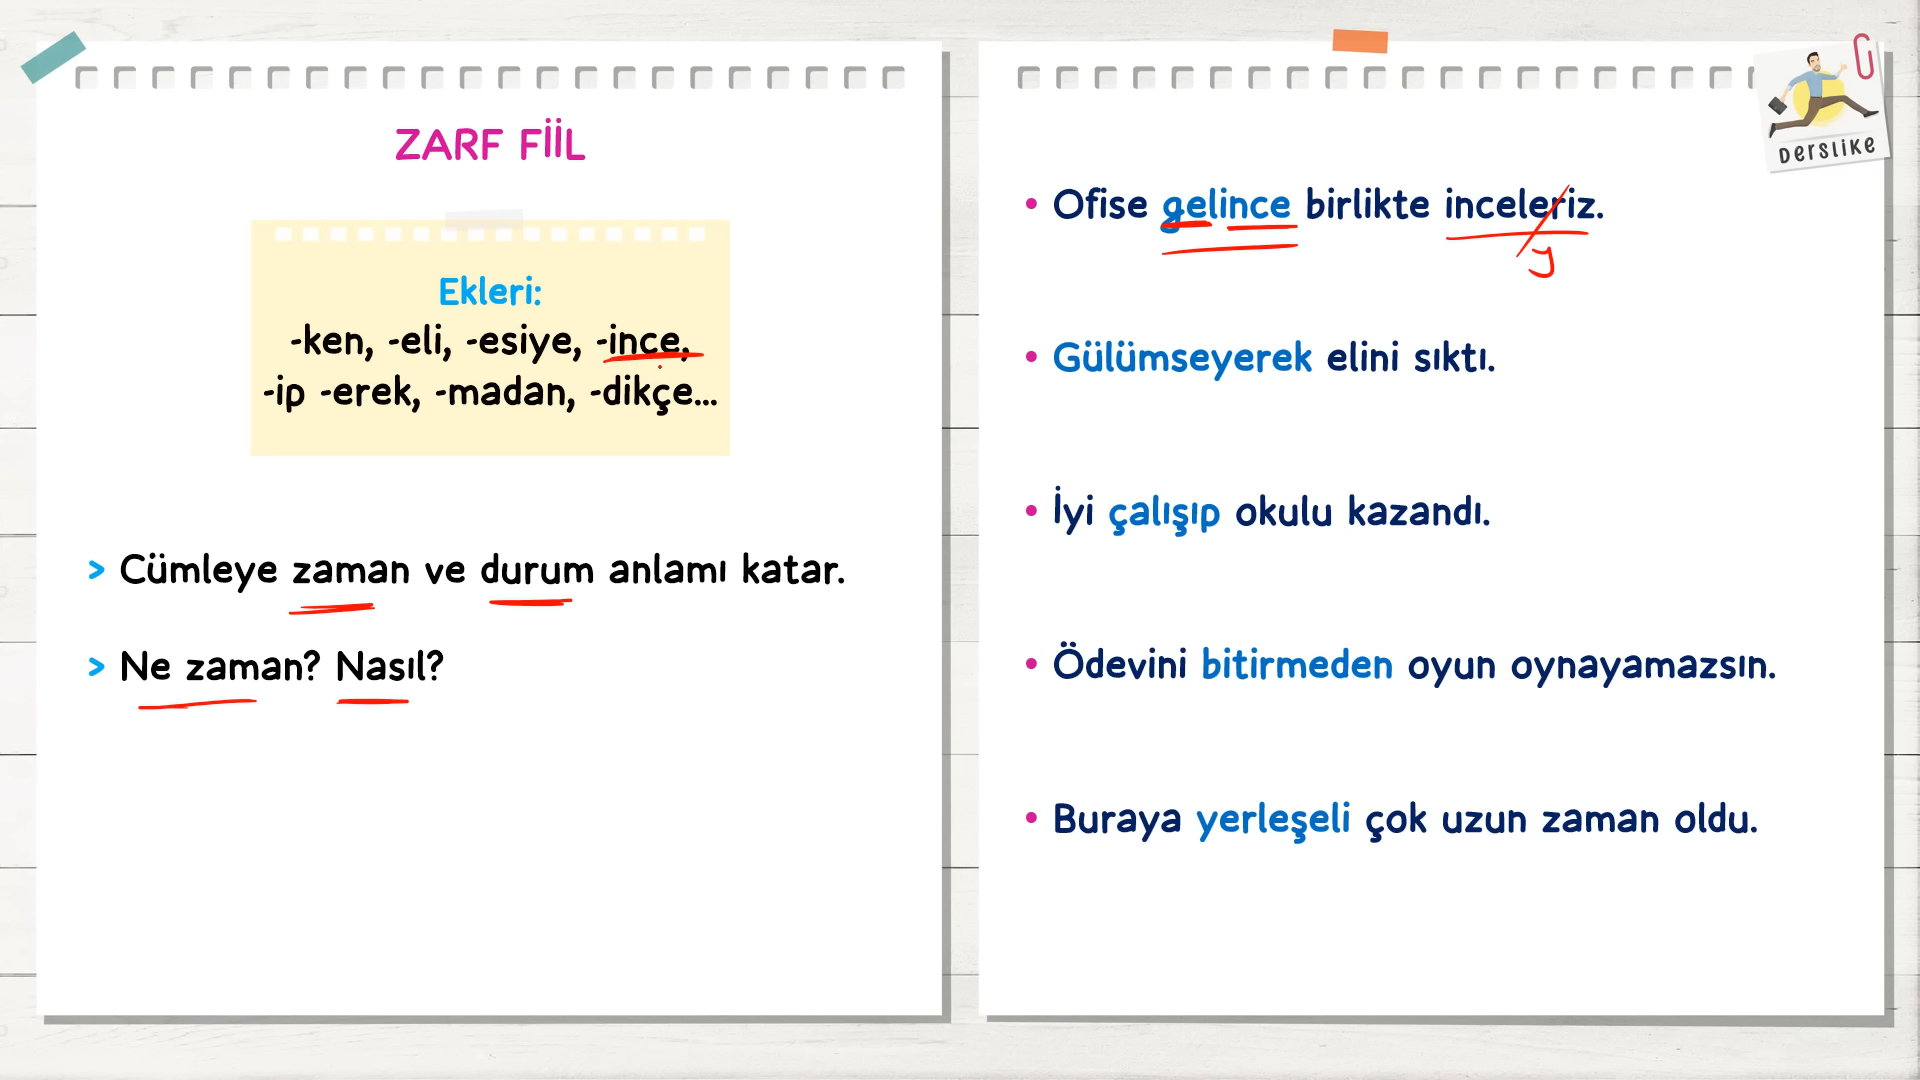 ZARF FİİL
Ekleri:
-ken, -eli, -esiye, -ince,
-ip -erek, -madan, -dikçe...
> Cümleye zaman ve durum anlamı katar.
> Ne zaman? Nasıl?
DERSLİKE
• Ofise gelince birlikte inceleriz.
y
• Gülümseyerek elini sıktı.
• İyi çalışıp okulu kazandı.
• Ödevini bitirmeden oyun oynayamazsın.
• Buraya yerleşeli çok uzun zaman oldu.